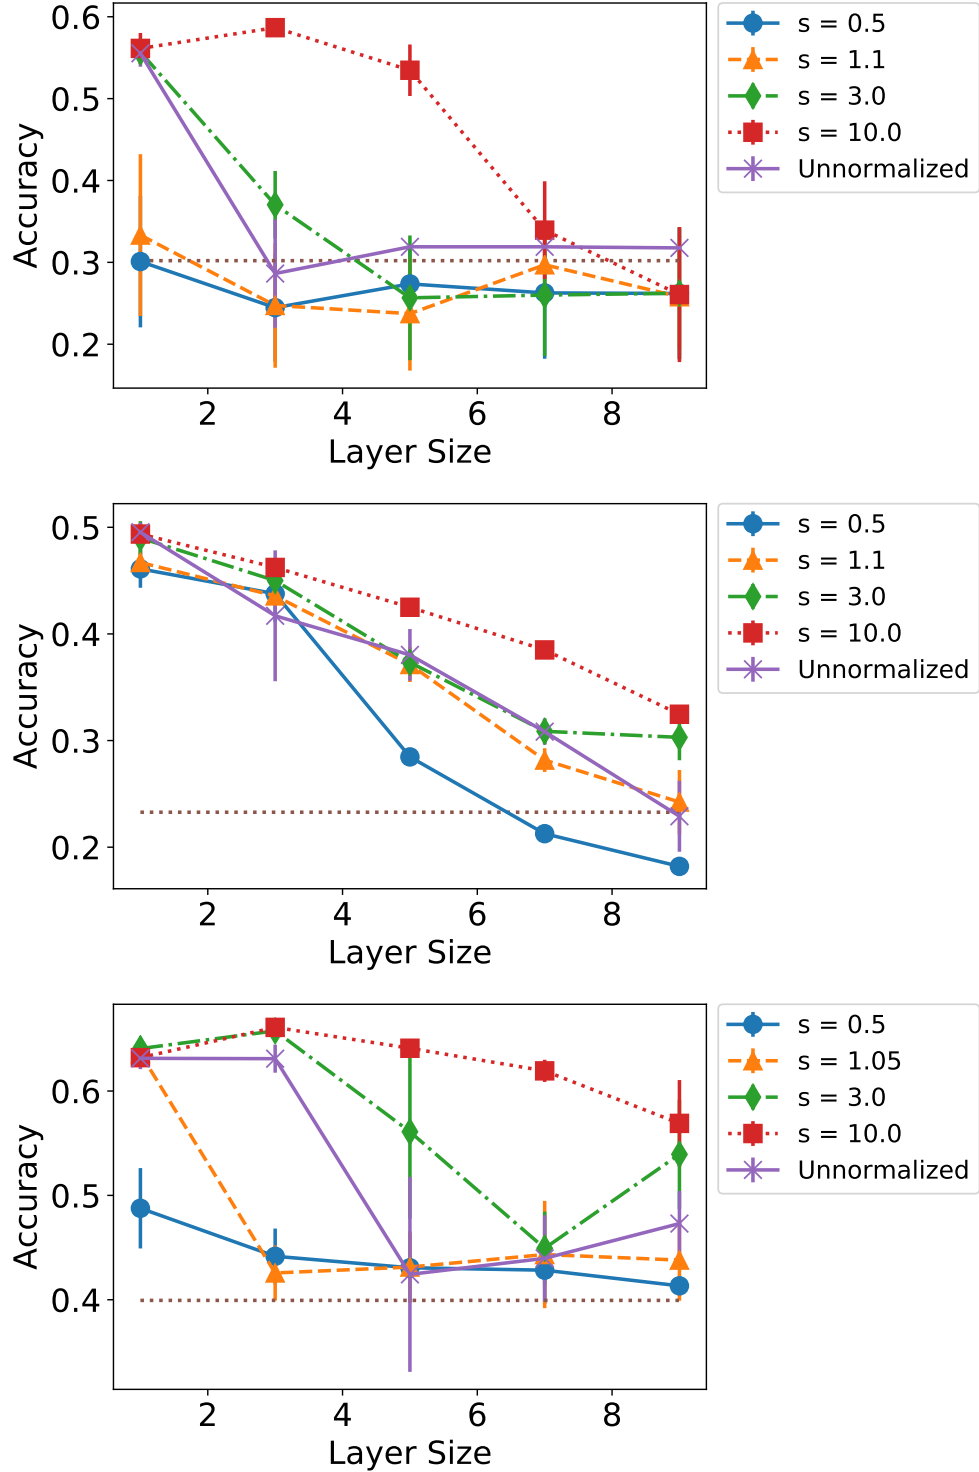 0.6
0.5
0.4
0.3
0.2
Accuracy
2 4 6 8
Layer Size
s = 0.5
s = 1.1
s = 3.0
s = 10.0
Unnormalized
0.5
0.4
0.3
0.2
Accuracy
2 4 6 8
Layer Size
s = 0.5
s = 1.1
s = 3.0
s = 10.0
Unnormalized
0.6
0.5
0.4
Accuracy
2 4 6 8
Layer Size
s = 0.5
s = 1.05
s = 3.0
s = 10.0
Unnormalized